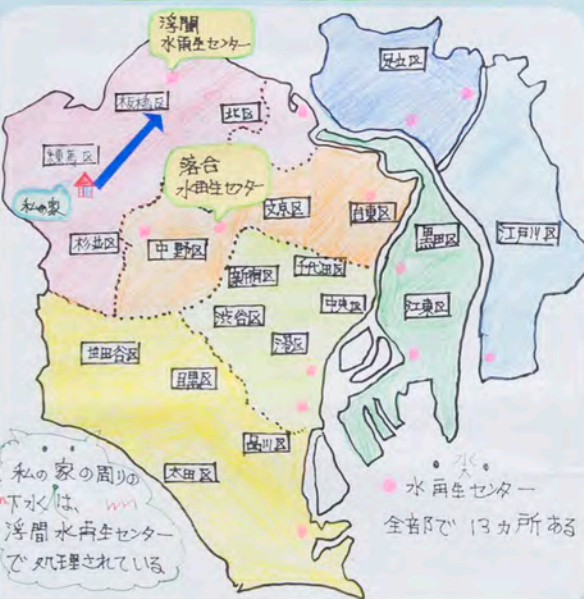 浮間
水再生センター
足立区
板橋区
北区
練馬区
落合
水再生センター
私の家
文京区
台東区
杉並区
中野区
墨田区
江戸川区
新宿区
千代田区
中央区
江東区
渋谷区
港区
世田谷区
目黒区
品川区
太田区
私の家の周りの
下水は、
浮間水再生センター
で処理されている
水再生センター
全部で13ヵ所ある